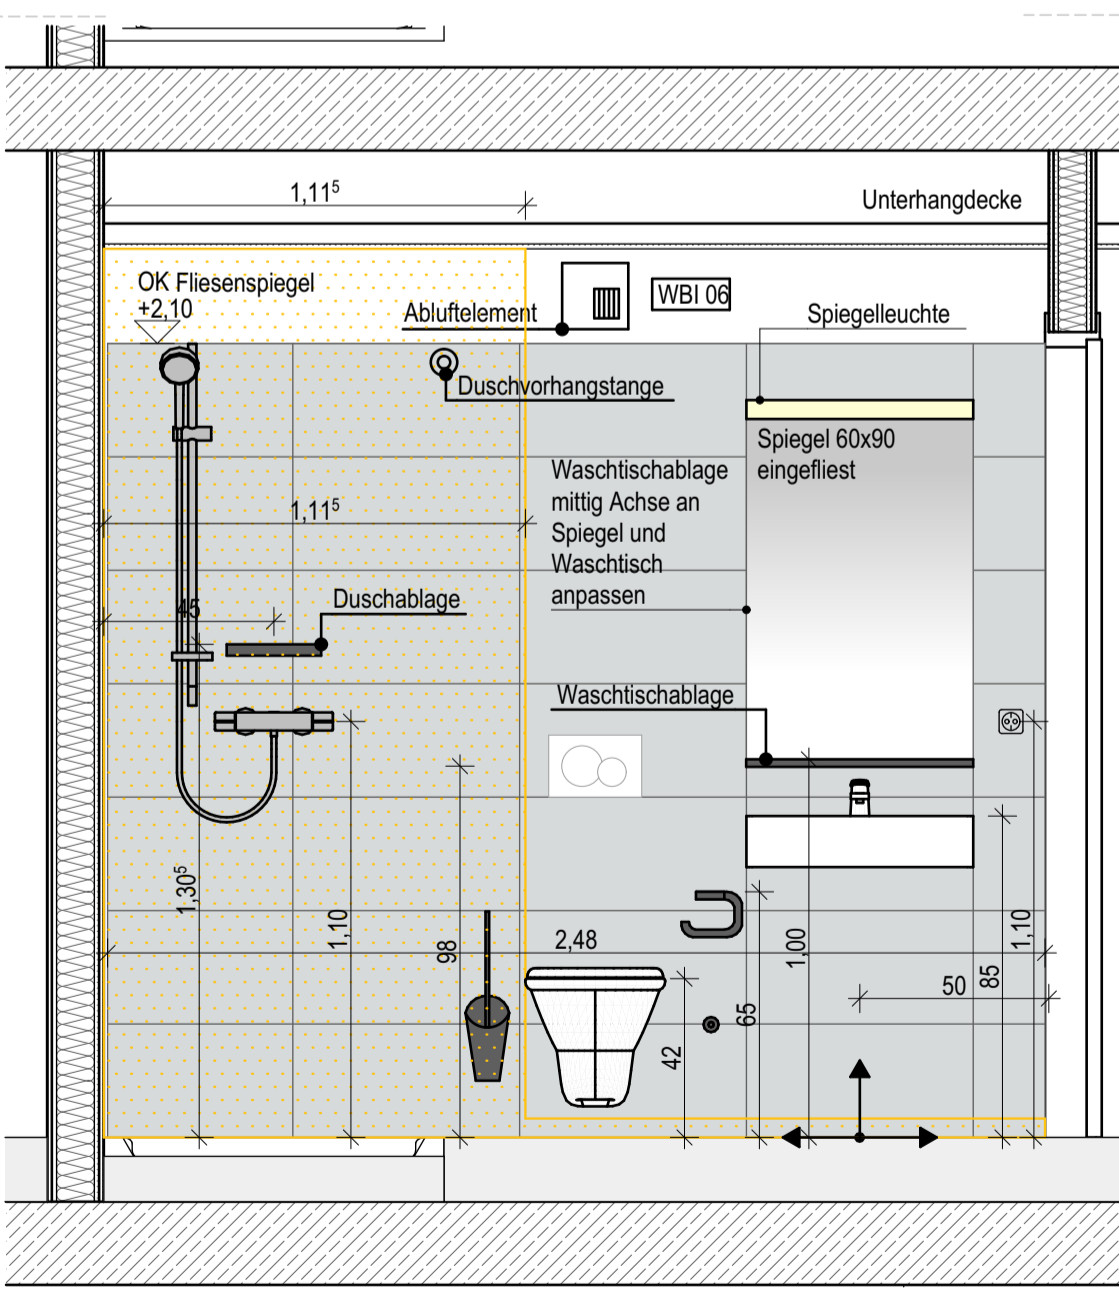 1,11⁵
Unterhangdecke
OK Fliesenspiegel
+2,10
Abluftelement
WBI 06
Spiegelleuchte
Duschvorhangstange
Spiegel 60x90
eingefliest
Waschtischablage
mittig Achse an
Spiegel und
Waschtisch
anpassen
1,11⁵
45
Duschablage
Waschtischablage
1,30⁵
1,10
98
2,48
1,00
1,10
50
85
65
42